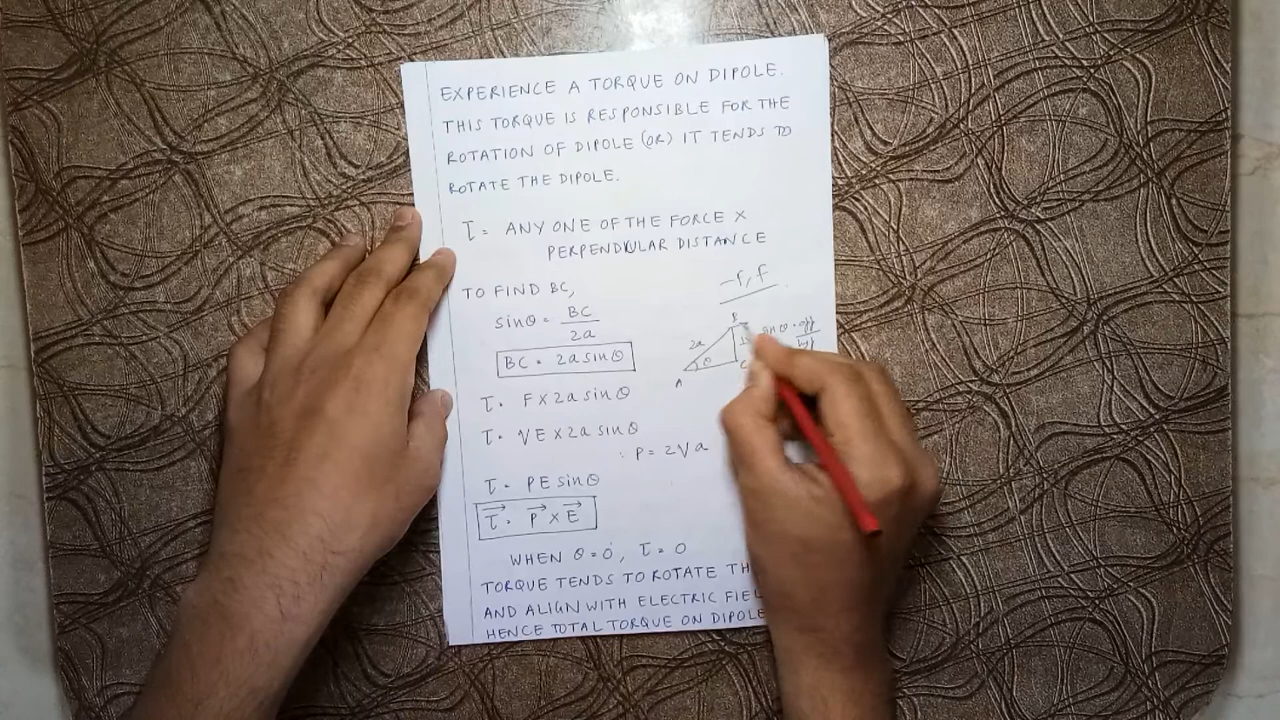 EXPERIENCE A TORQUE ON DIPOLE.
THIS TORQUE IS RESPONSIBLE FOR THE
ROTATION OF DIPOLE (OR) IT TENDS TO
ROTATE THE DIPOLE.
τ = ANY ONE OF THE FORCE ×
PERPENDICULAR DISTANCE
-F, F
TO FIND BC,
sinθ = BC / 2a
BC = 2a sinθ
2a
θ
A
τ = F × 2a sinθ
τ = qE × 2a sinθ
∴ P = 2qa
τ = PE sinθ
τ⃗ = P⃗ × E⃗
WHEN θ = 0, τ = 0
TORQUE TENDS TO ROTATE
AND ALIGN WITH ELECTRIC
HENCE TOTAL TORQUE ON DIPOLE